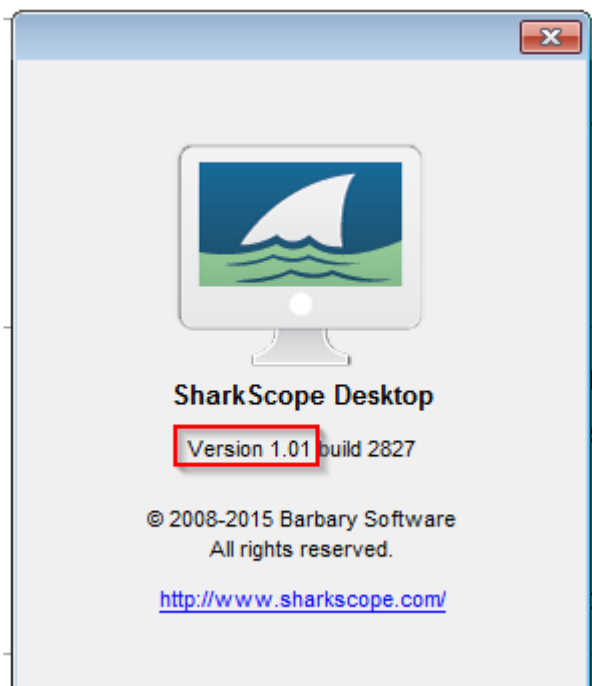 SharkScope Desktop
Version 1.01 build 2827
© 2008-2015 Barbary Software
All rights reserved.
http://www.sharkscope.com/